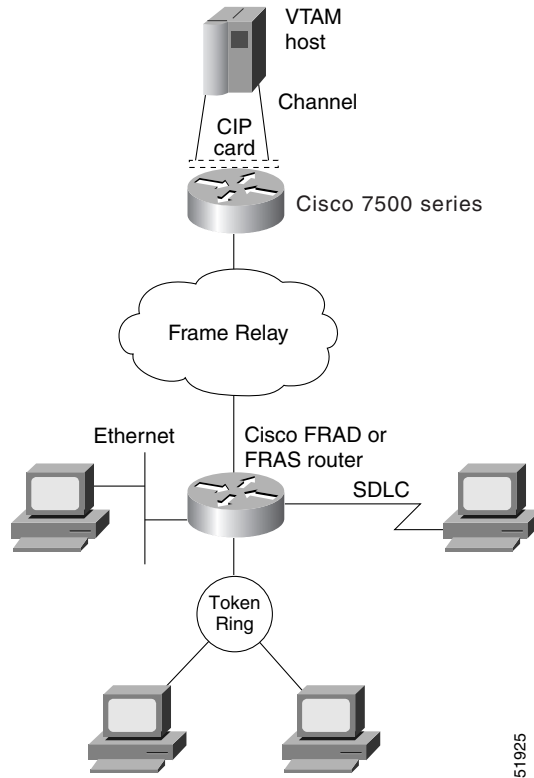 VTAM
host
Channel
CIP
card
Cisco 7500 series
Frame Relay
Ethernet
Cisco FRAD or
FRAS router
SDLC
Token
Ring
51925